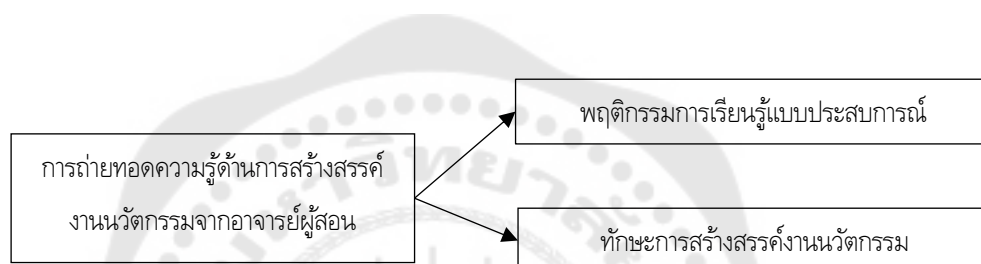 พฤติกรรมการเรียนรู้แบบประสบการณ์
การถ่ายทอดความรู้ด้านการสร้างสรรค์
งานนวัตกรรมจากอาจารย์ผู้สอน
ทักษะการสร้างสรรค์งานนวัตกรรม